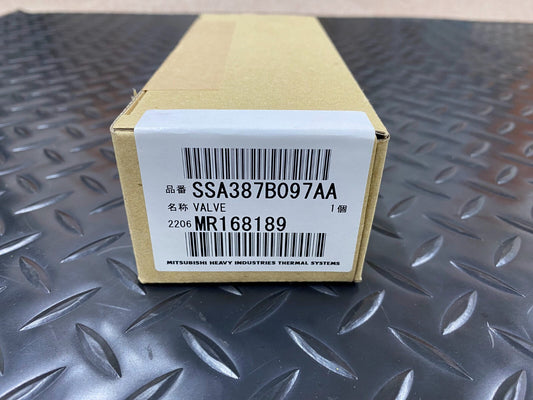 品番 SSA387B097AA
名称 VALVE 1個
2206 MR168189
MITSUBISHI HEAVY INDUSTRIES THERMAL SYSTEMS